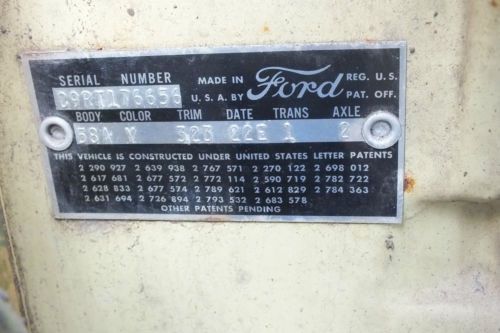 SERIAL NUMBER
MADE IN Ford REG. U.S.
C9RT176656 U.S.A. BY PAT. OFF.
BODY COLOR TRIM DATE TRANS AXLE
58A Y 32B 22E 1 2
THIS VEHICLE IS CONSTRUCTED UNDER UNITED STATES LETTER PATENTS
2 290 927 2 639 938 2 767 571 2 270 122 2 698 012
2 617 681 2 677 572 2 772 114 2 590 719 2 782 722
2 628 833 2 677 574 2 789 621 2 612 829 2 784 363
2 631 694 2 726 894 2 793 532 2 683 578
OTHER PATENTS PENDING